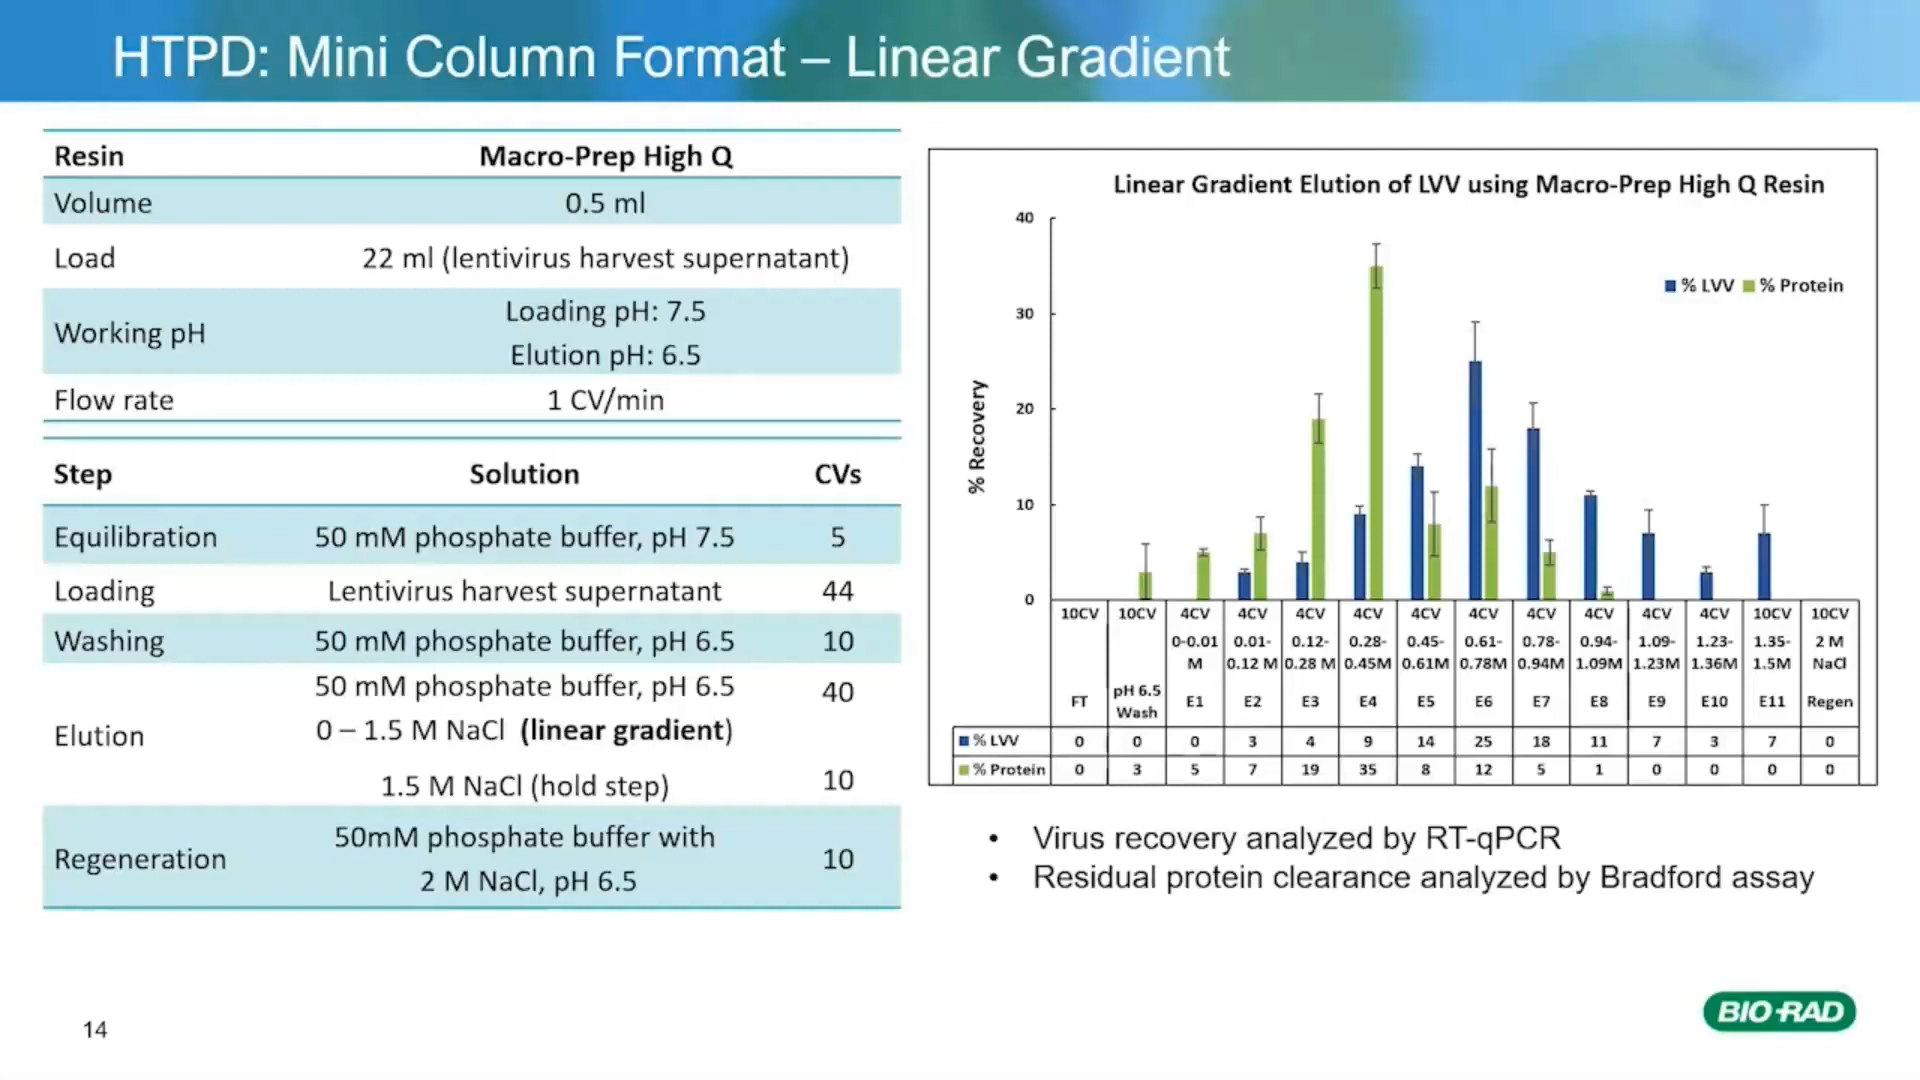 HTPD: Mini Column Format – Linear Gradient
Resin Macro-Prep High Q
Volume 0.5 ml
Load 22 ml (lentivirus harvest supernatant)
Working pH Loading pH: 7.5
Elution pH: 6.5
Flow rate 1 CV/min
Step Solution CVs
Equilibration 50 mM phosphate buffer, pH 7.5 5
Loading Lentivirus harvest supernatant 44
Washing 50 mM phosphate buffer, pH 6.5 10
Elution 50 mM phosphate buffer, pH 6.5 40
0 – 1.5 M NaCl (linear gradient)
1.5 M NaCl (hold step) 10
Regeneration 50mM phosphate buffer with 10
2 M NaCl, pH 6.5
Linear Gradient Elution of LVV using Macro-Prep High Q Resin
% LVV % Protein
% Recovery
40
30
20
10
0
10CV 10CV 4CV 4CV 4CV 4CV 4CV 4CV 4CV 4CV 4CV 4CV 10CV 10CV
0-0.01 0.01- 0.12- 0.28- 0.45- 0.61- 0.78- 0.94- 1.09- 1.23- 1.35- 2 M
M 0.12 M 0.28 M 0.45M 0.61M 0.78M 0.94M 1.09M 1.23M 1.36M 1.5M NaCl
FT pH 6.5 Wash E1 E2 E3 E4 E5 E6 E7 E8 E9 E10 E11 Regen
% LVV 0 0 0 3 4 9 14 25 18 11 7 3 7 0
% Protein 0 3 5 7 19 35 8 12 5 1 0 0 0 0
• Virus recovery analyzed by RT-qPCR
• Residual protein clearance analyzed by Bradford assay
14
BIO-RAD